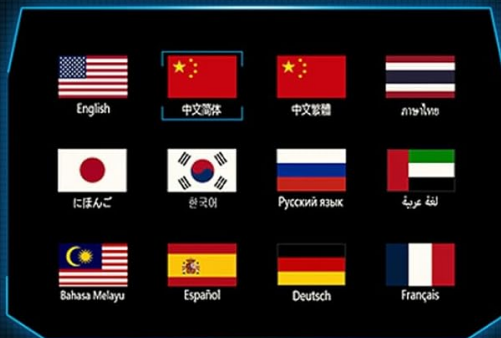 English
中文简体
中文繁體
ภาษาไทย
にほんご
한국어
Русский язык
لغة عربية
Bahasa Melayu
Español
Deutsch
Français